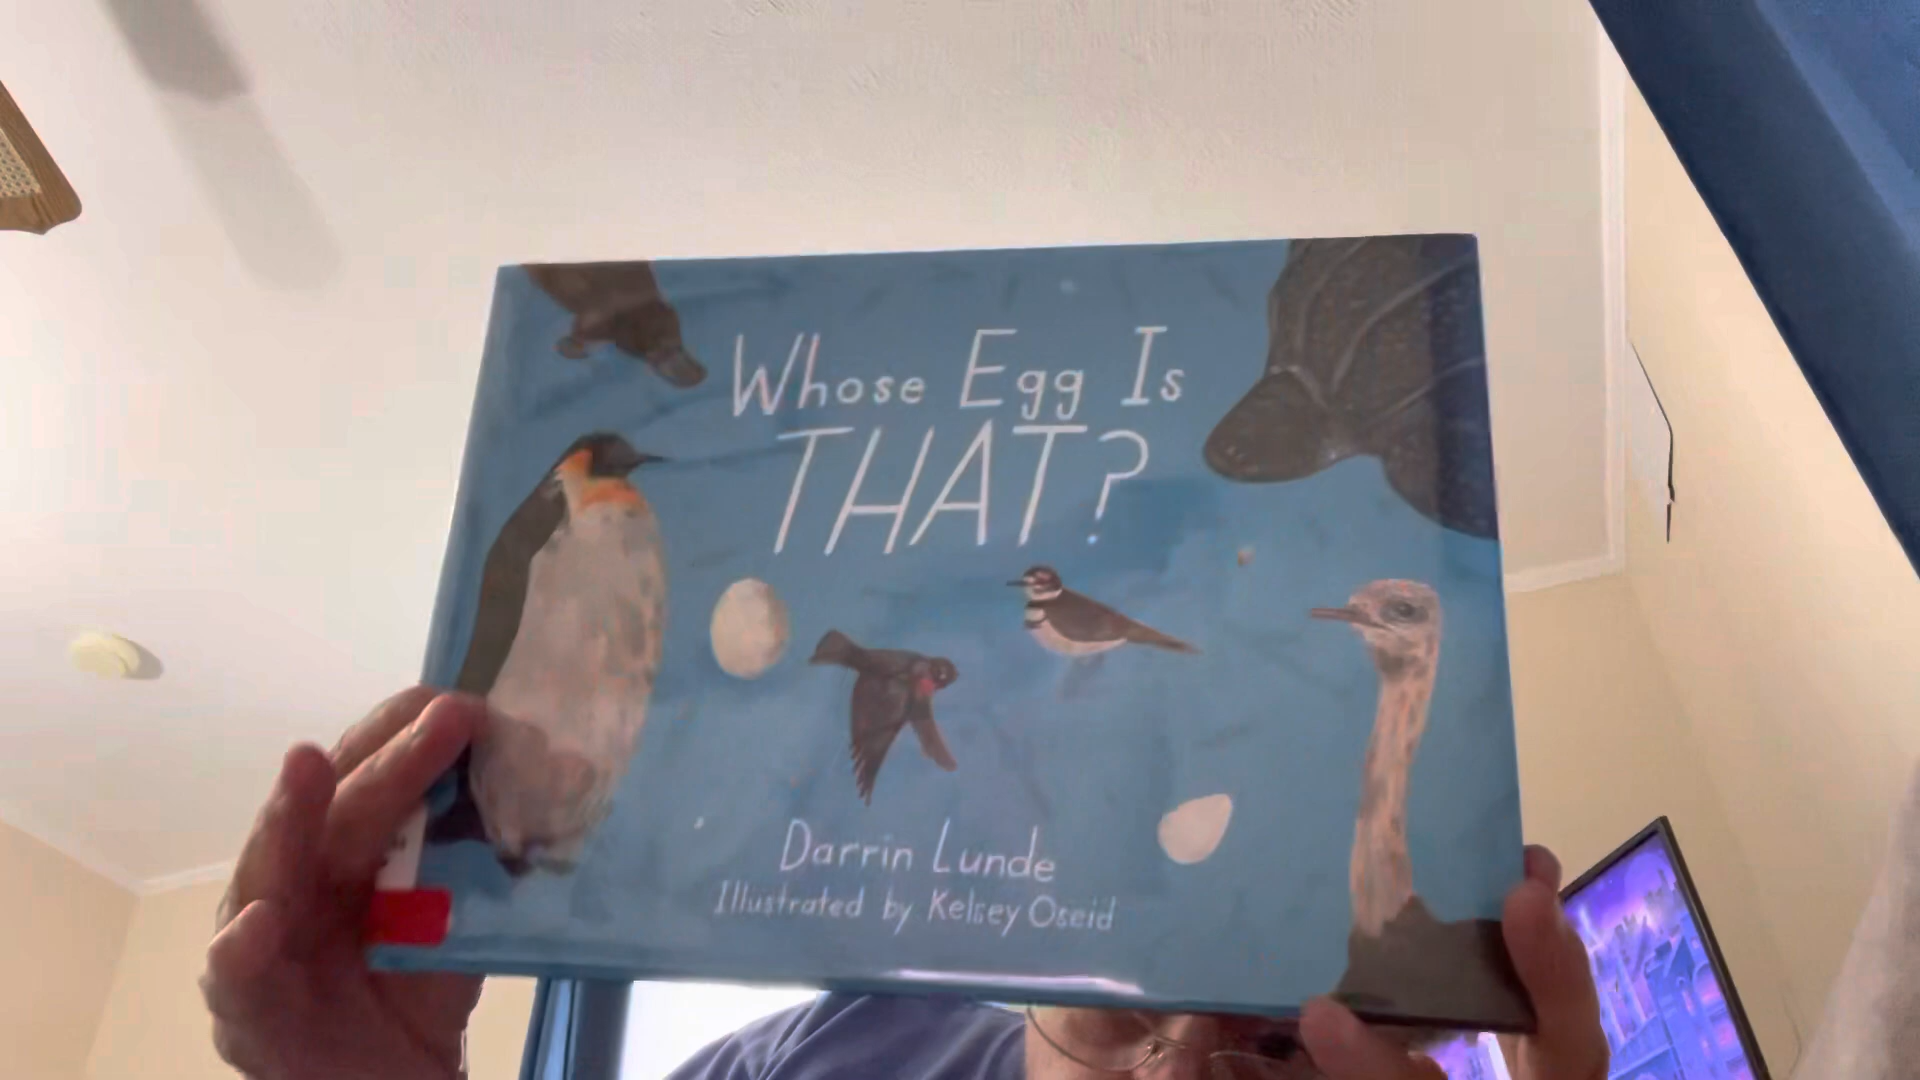 Whose Egg Is
THAT?
Darrin Lunde
Illustrated by Kelsey Oseid